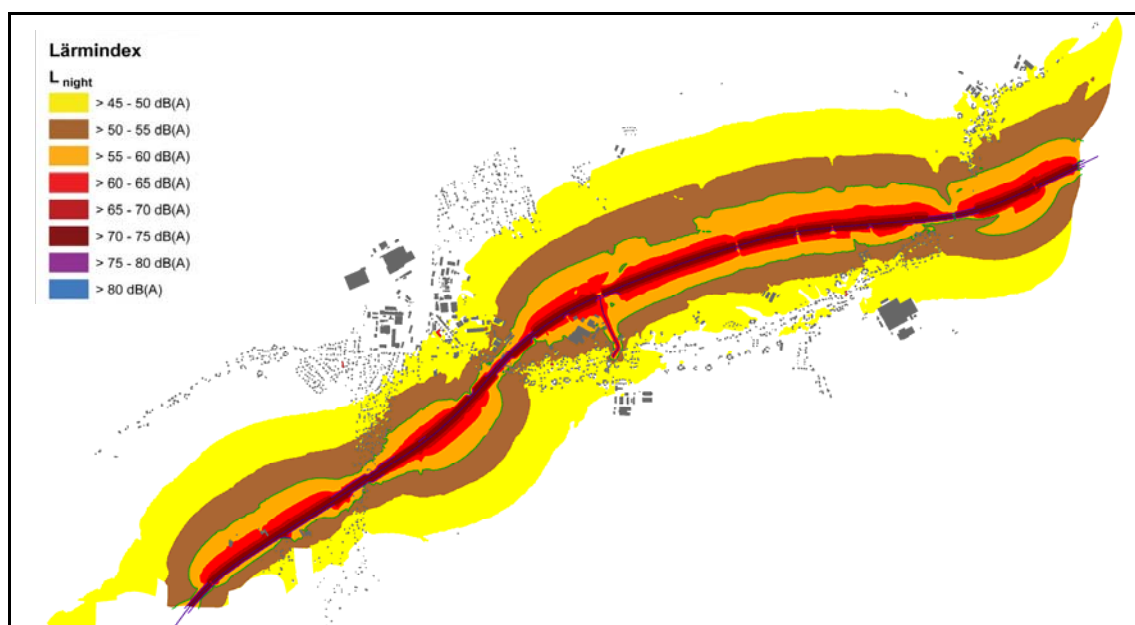 Lärmindex
L night
> 45 - 50 dB(A)
> 50 - 55 dB(A)
> 55 - 60 dB(A)
> 60 - 65 dB(A)
> 65 - 70 dB(A)
> 70 - 75 dB(A)
> 75 - 80 dB(A)
> 80 dB(A)